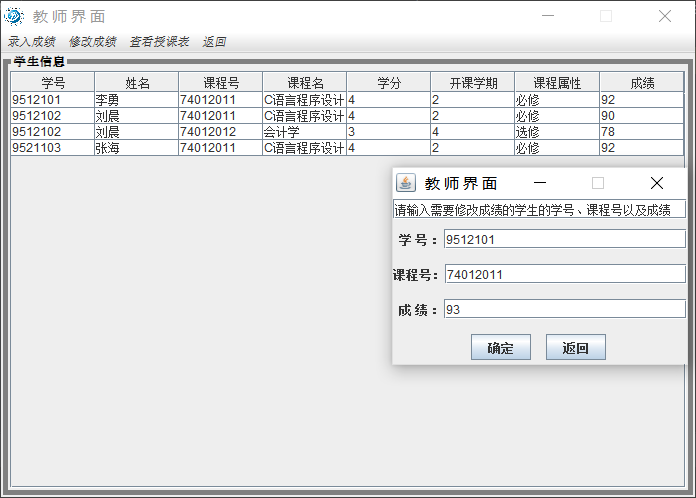 教师界面
录入成绩 修改成绩 查看授课表 返回
学生信息
学号 姓名 课程号 课程名 学分 开课学期 课程属性 成绩
9512101 李勇 74012011 C语言程序设计 4 2 必修 92
9512102 刘晨 74012011 C语言程序设计 4 2 必修 90
9512102 刘晨 74012012 会计学 3 4 选修 78
9521103 张海 74012011 C语言程序设计 4 2 必修 92
教师界面
请输入需要修改成绩的学生的学号、课程号以及成绩
学号： 9512101
课程号: 74012011
成绩： 93
确定 返回